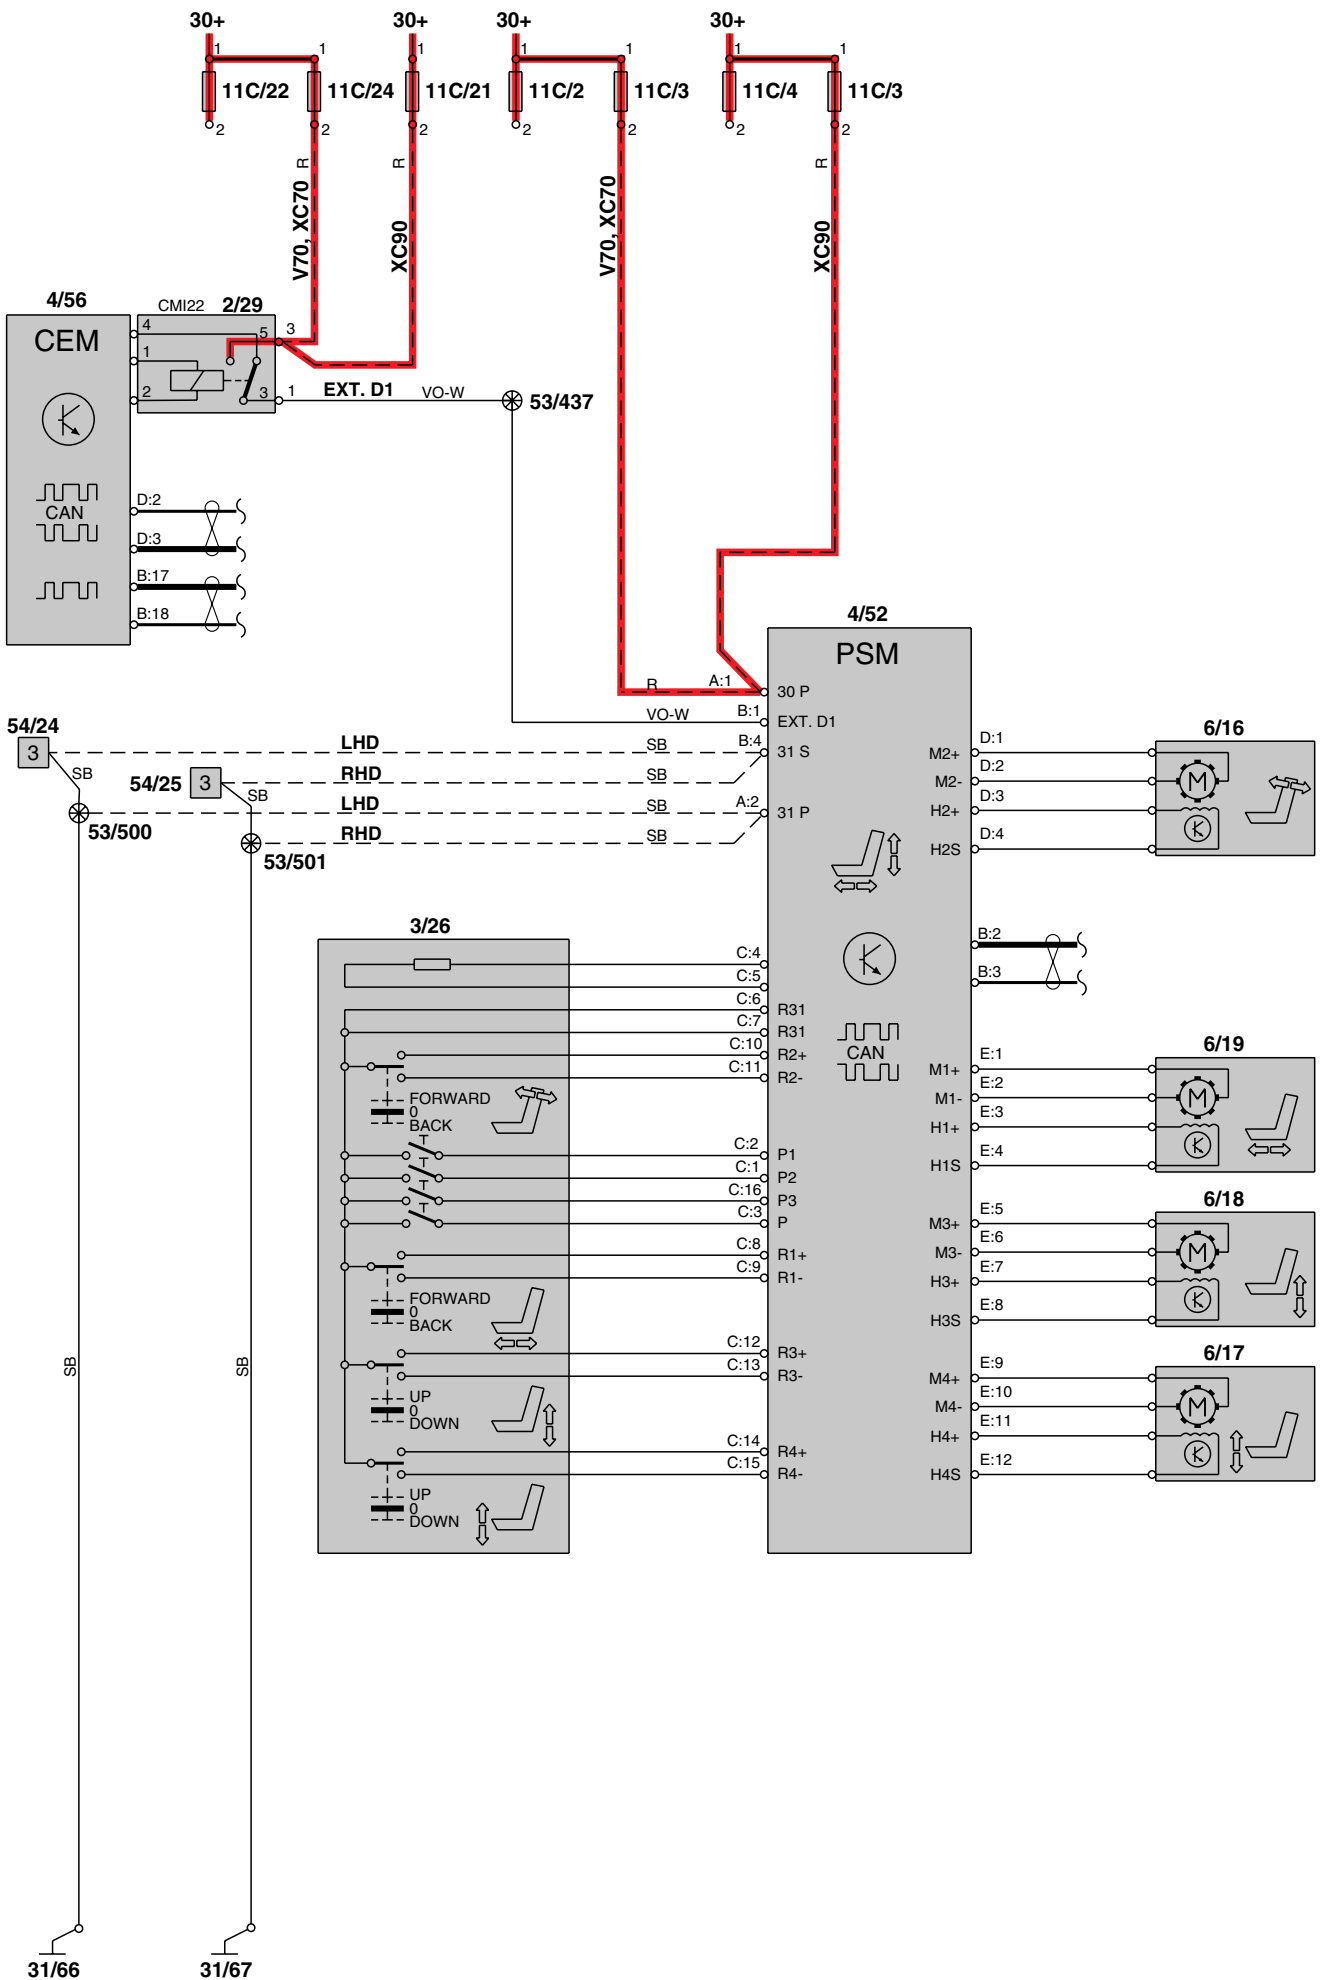 30+ 30+ 30+ 30+
1 1 1 1 1 1 1
11C/22 11C/24 11C/21 11C/2 11C/3 11C/4 11C/3
2 2 2 2 2 2 2
R R R
V70, XC70 XC90 V70, XC70 XC90
4/56 CMI22 2/29
CEM 4 5 3
1
2 3 1 EXT. D1 VO-W 53/437
D:2
CAN
D:3
B:17
B:18
4/52
PSM
R A:1 30 P
VO-W B:1 EXT. D1
54/24 6/16
3 LHD SB B:4 31 S M2+ D:1
SB
54/25 3 RHD SB M2- D:2
SB
LHD SB A:2 31 P H2+ D:3
53/500
RHD SB H2S D:4
53/501
M
3/26
C:4 B:2
C:5 B:3
C:6 R31
C:7 R31 CAN
C:10 R2+ 6/19
C:11 R2- M1+ E:1
FORWARD M1- E:2
0
BACK H1+ E:3
C:2 P1 H1S E:4
M
C:1 P2
C:16 P3 6/18
C:3 P M3+ E:5
C:8 R1+ M3- E:6
C:9 R1- H3+ E:7
FORWARD H3S E:8
0
BACK
M
C:12 R3+ 6/17
C:13 R3- M4+ E:9
UP M4- E:10
0
DOWN H4+ E:11
C:14 R4+
C:15 R4- H4S E:12
M
UP
0
DOWN
SB SB
31/66 31/67